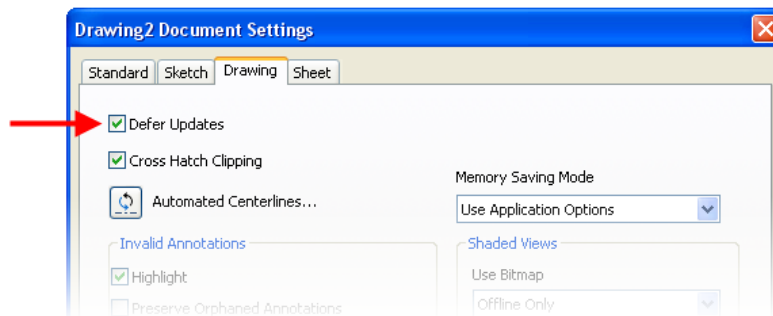 Drawing2 Document Settings
Standard Sketch Drawing Sheet
Defer Updates
Cross Hatch Clipping
Memory Saving Mode
Automated Centerlines...
Use Application Options
Invalid Annotations
Shaded Views
Highlight
Use Bitmap
Preserve Orphaned Annotations
Offline Only